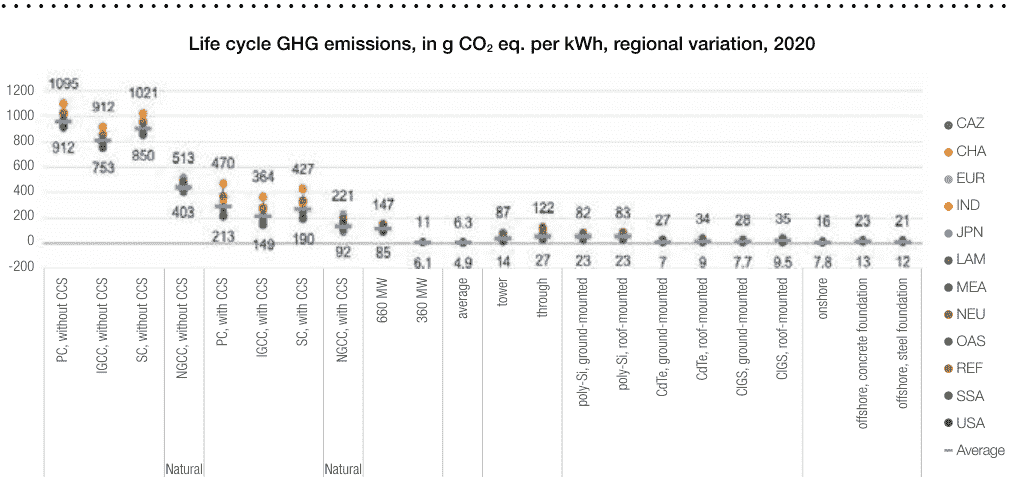 Life cycle GHG emissions, in g CO₂ eq. per kWh, regional variation, 2020
1200
1000
800
600
400
200
0
-200
1095
912
912
753
1021
850
513
403
470
213
364
149
427
190
221
92
147
85
11
6.1
6.3
4.9
87
14
122
27
82
23
83
23
27
7
34
9
28
7.7
35
9.5
16
7.8
23
13
21
12
PC, without CCS
IGCC, without CCS
SC, without CCS
NGCC, without CCS
PC, with CCS
IGCC, with CCS
SC, with CCS
NGCC, with CCS
660 MW
360 MW
average
tower
through
poly-Si, ground-mounted
poly-Si, roof-mounted
CdTe, ground-mounted
CdTe, roof-mounted
CIGS, ground-mounted
CIGS, roof-mounted
onshore
offshore, concrete foundation
offshore, steel foundation
Natural
Natural
CAZ
CHA
EUR
IND
JPN
LAM
MEA
NEU
OAS
REF
SSA
USA
Average